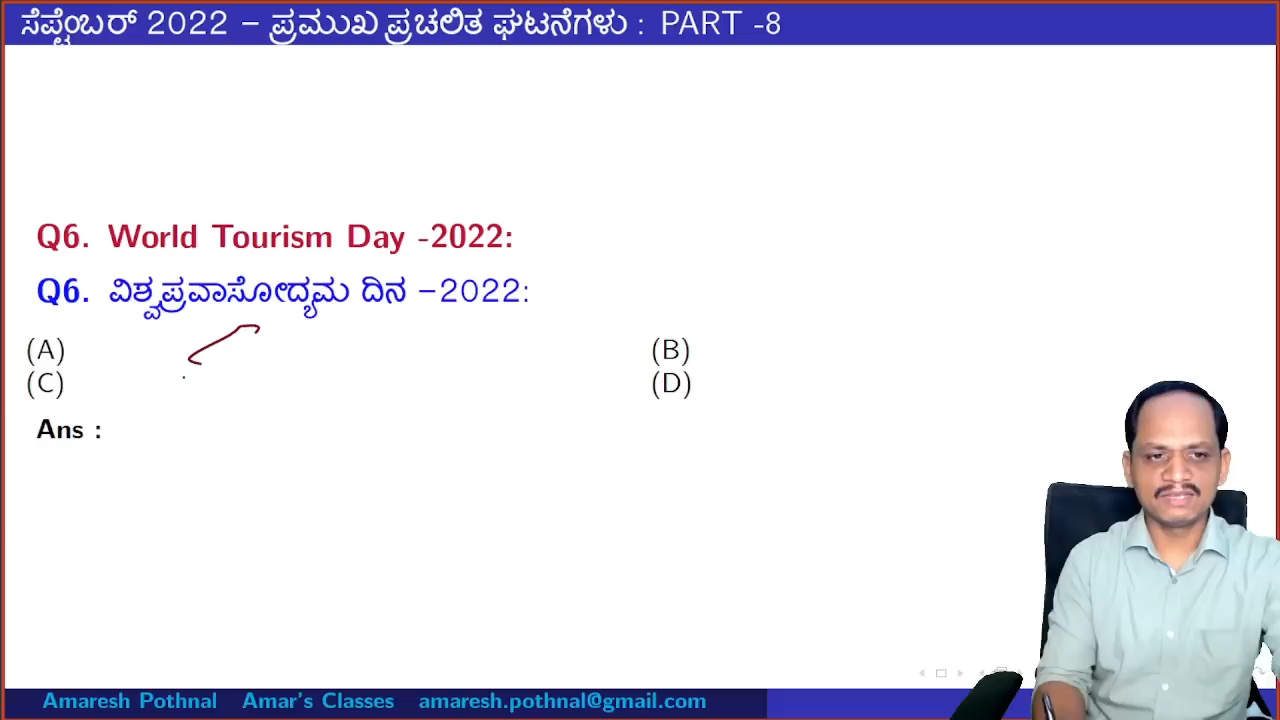 ಸೆಪ್ಟೆಂಬರ್ 2022 – ಪ್ರಮುಖ ಪ್ರಚಲಿತ ಘಟನೆಗಳು : PART -8
Q6. World Tourism Day -2022:
Q6. ವಿಶ್ವಪ್ರವಾಸೋದ್ಯಮ ದಿನ –2022:
(A) (B)
(C) (D)
Ans :
Amaresh Pothnal Amar's Classes amaresh.pothnal@gmail.com